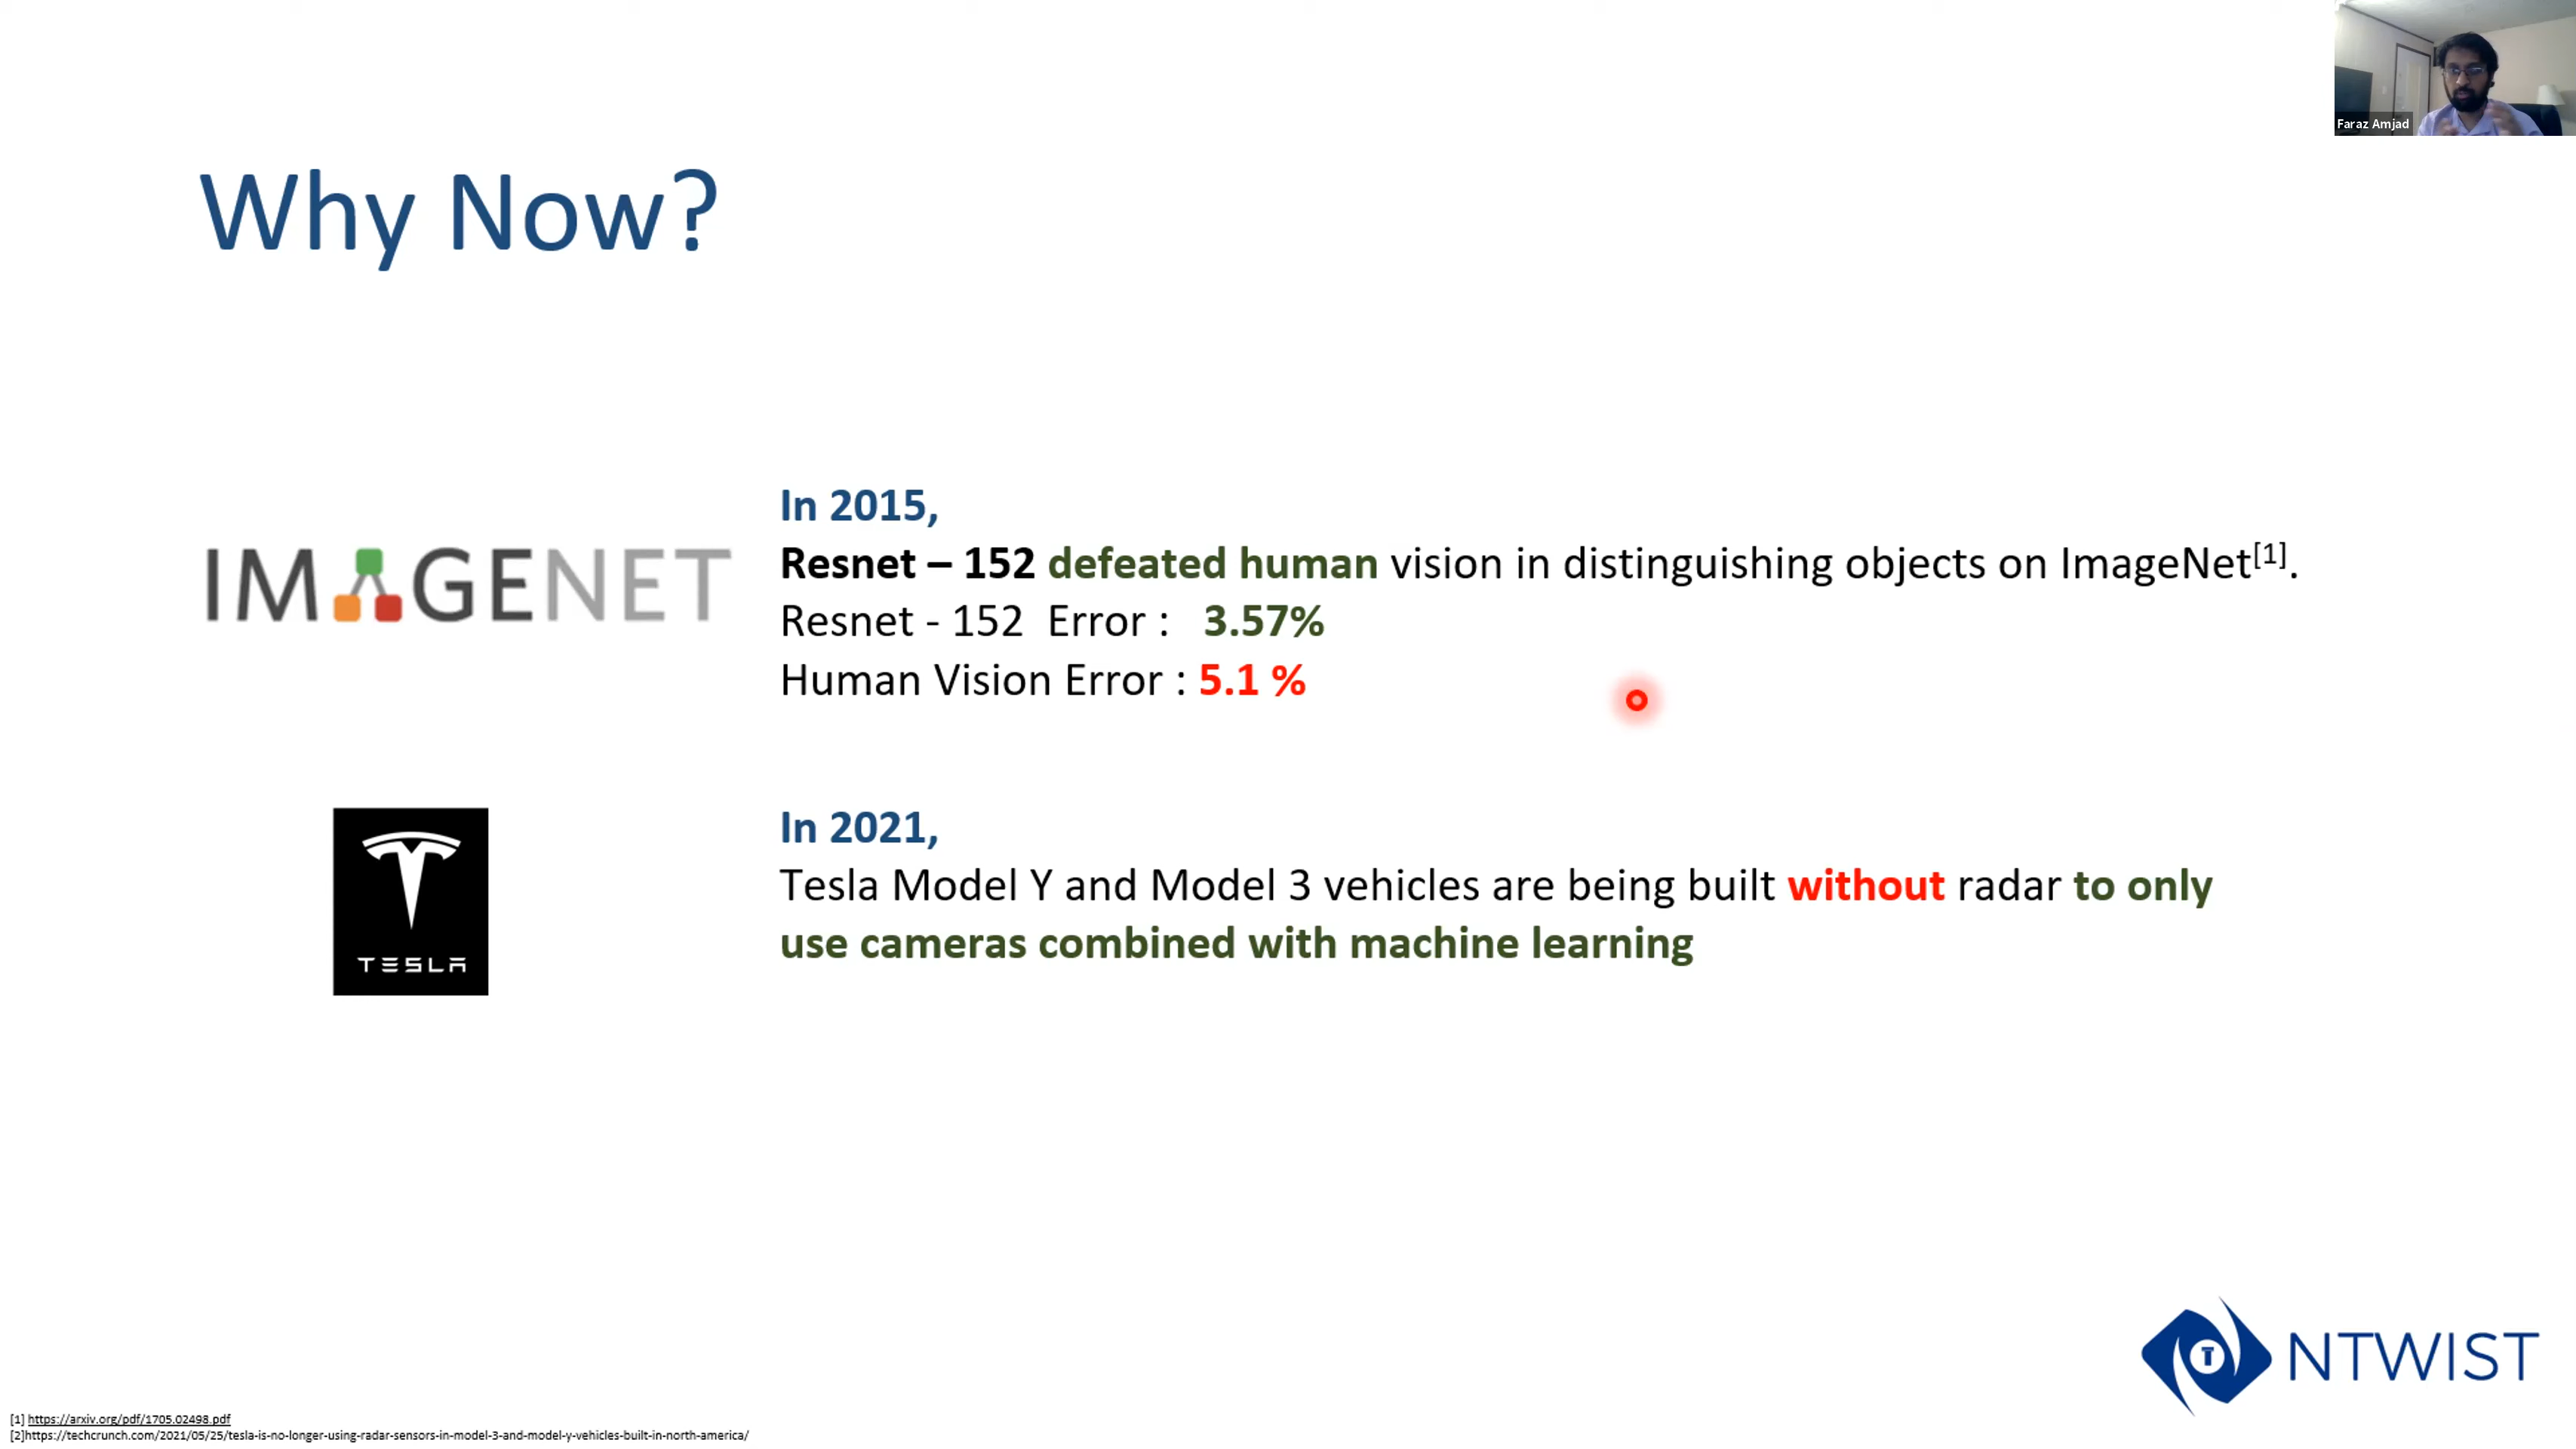 Faraz Amjad
Why Now?
IMAGENET
In 2015,
Resnet – 152 defeated human vision in distinguishing objects on ImageNet[1].
Resnet - 152 Error : 3.57%
Human Vision Error : 5.1 %
TESLA
In 2021,
Tesla Model Y and Model 3 vehicles are being built without radar to only
use cameras combined with machine learning
T NTWIST
[1] https://arxiv.org/pdf/1705.02498.pdf
[2]https://techcrunch.com/2021/05/25/tesla-is-no-longer-using-radar-sensors-in-model-3-and-model-y-vehicles-built-in-north-america/